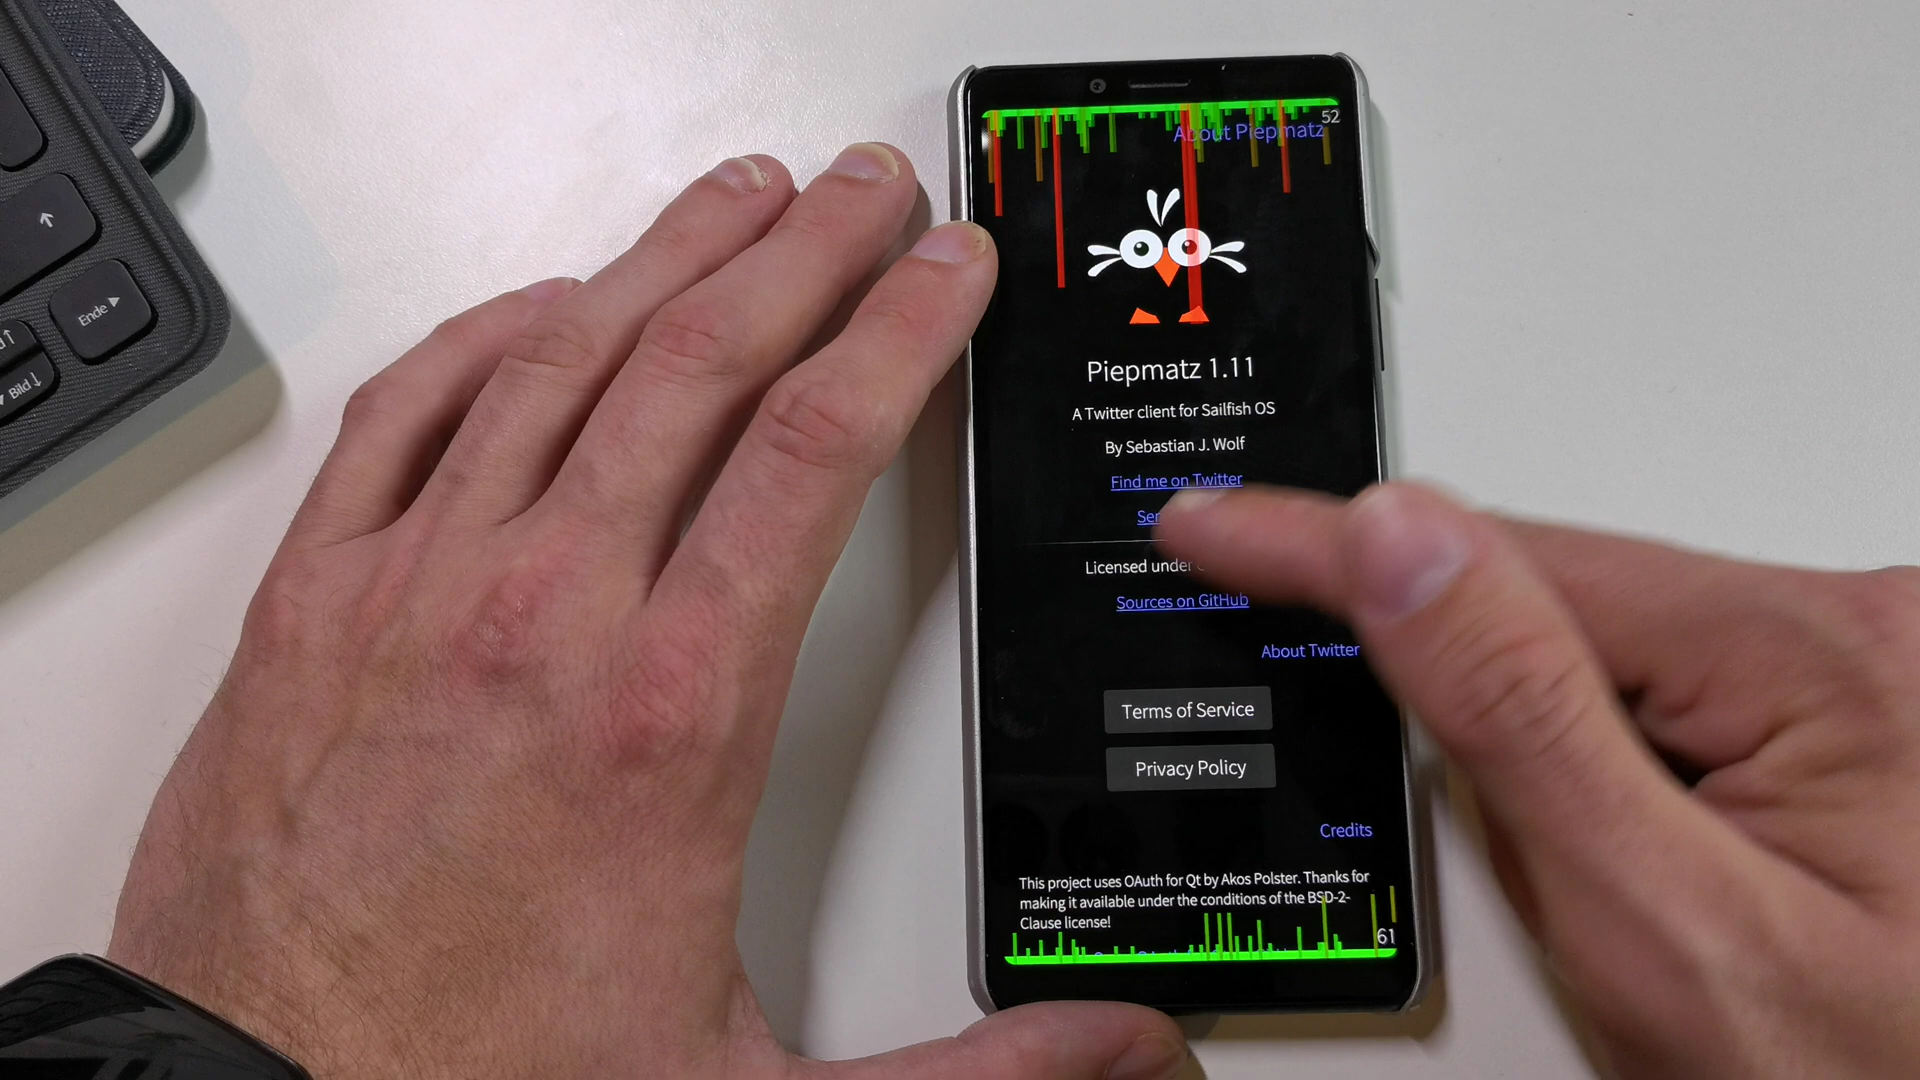 Ende
Bild
52
About Piepmatz
Piepmatz 1.11
A Twitter client for Sailfish OS
By Sebastian J. Wolf
Find me on Twitter
Licensed under
Sources on GitHub
About Twitter
Terms of Service
Privacy Policy
Credits
This project uses OAuth for Qt by Akos Polster. Thanks for
making it available under the conditions of the BSD-2-
Clause license!
61